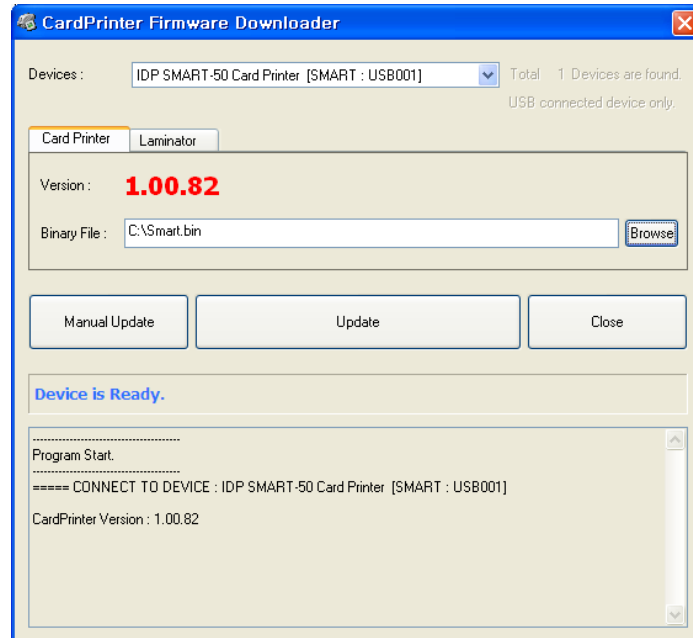 CardPrinter Firmware Downloader
Devices : IDP SMART-50 Card Printer [SMART : USB001] Total 1 Devices are found.
USB connected device only.
Card Printer Laminator
Version : 1.00.82
Binary File : C:\Smart.bin Browse
Manual Update Update Close
Device is Ready.
----------------------------------------
Program Start.
----------------------------------------
===== CONNECT TO DEVICE : IDP SMART-50 Card Printer [SMART : USB001]
CardPrinter Version : 1.00.82